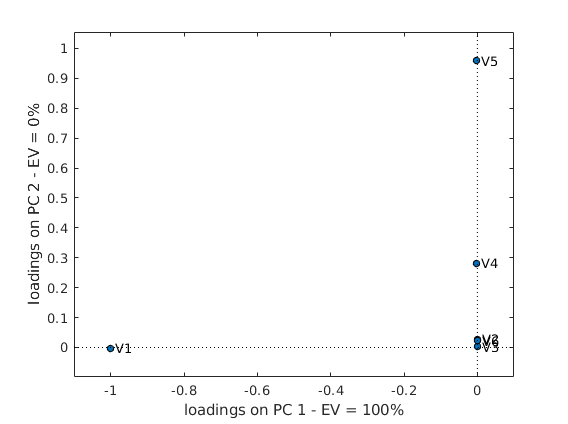 1
V5
0.9
0.8
0.7
0.6
0.5
0.4
0.3
V4
0.2
0.1
V2
V6
0
V1
V3
-1
-0.8
-0.6
-0.4
-0.2
0
loadings on PC 1 - EV = 100%
loadings on PC 2 - EV = 0%